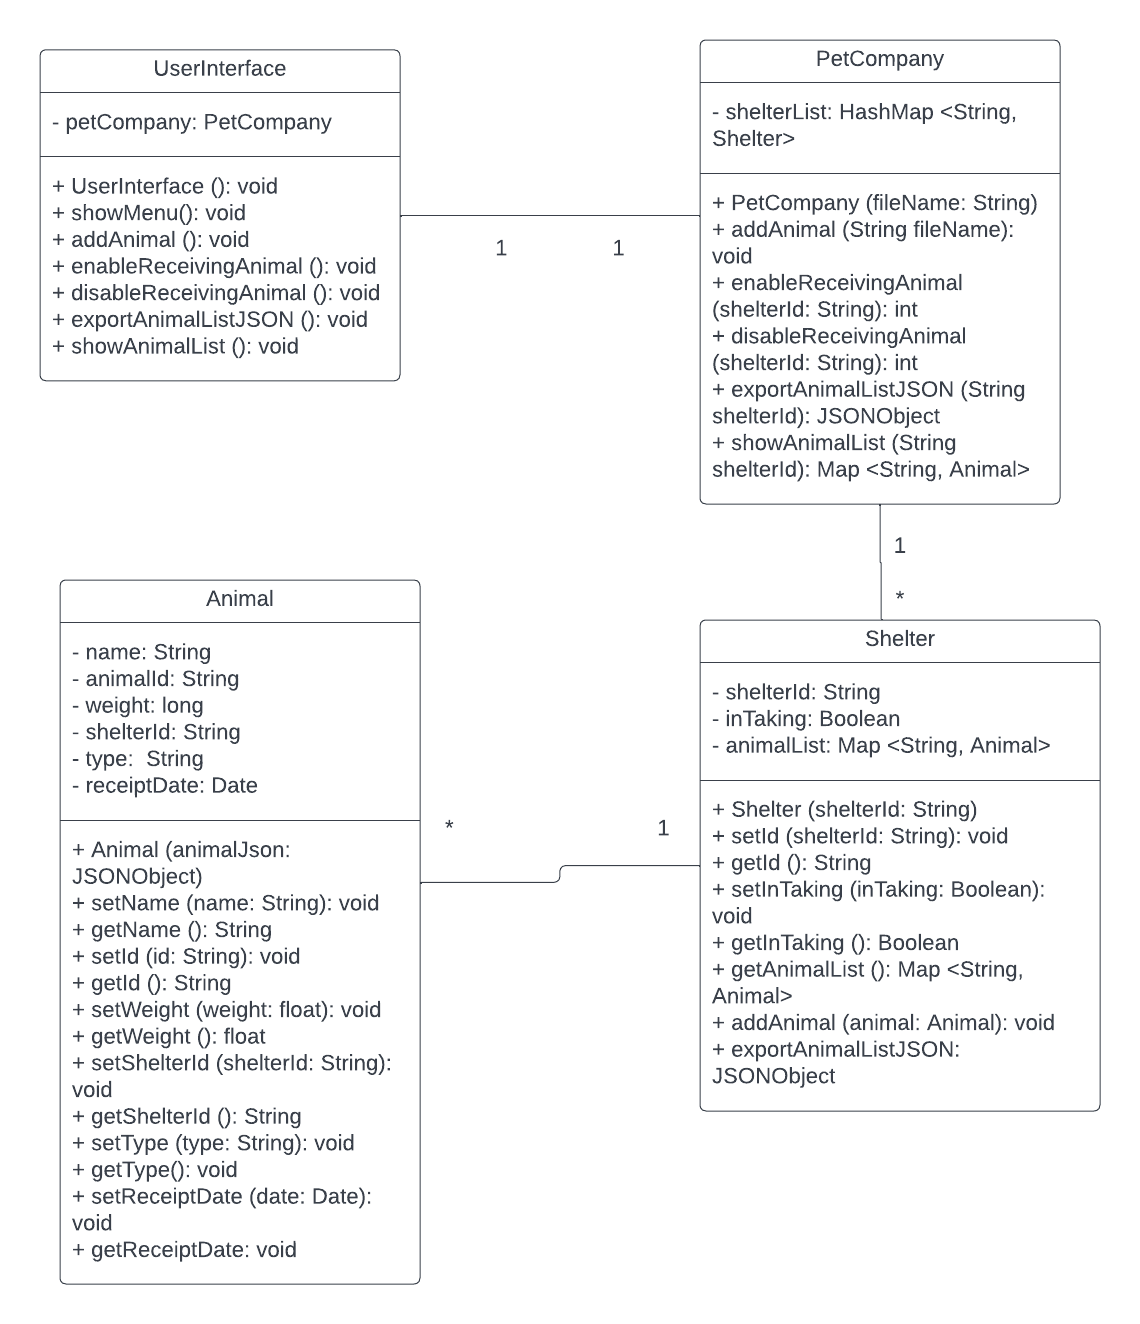 UserInterface
- petCompany: PetCompany
+ UserInterface (): void
+ showMenu(): void
+ addAnimal (): void
+ enableReceivingAnimal (): void
+ disableReceivingAnimal (): void
+ exportAnimalListJSON (): void
+ showAnimalList (): void
1
1
PetCompany
- shelterList: HashMap <String,
Shelter>
+ PetCompany (fileName: String)
+ addAnimal (String fileName):
void
+ enableReceivingAnimal
(shelterId: String): int
+ disableReceivingAnimal
(shelterId: String): int
+ exportAnimalListJSON (String
shelterId): JSONObject
+ showAnimalList (String
shelterId): Map <String, Animal>
1
*
Animal
- name: String
- animalId: String
- weight: long
- shelterId: String
- type:  String
- receiptDate: Date
+ Animal (animalJson:
JSONObject)
+ setName (name: String): void
+ getName (): String
+ setId (id: String): void
+ getId (): String
+ setWeight (weight: float): void
+ getWeight (): float
+ setShelterId (shelterId: String):
void
+ getShelterId (): String
+ setType (type: String): void
+ getType(): void
+ setReceiptDate (date: Date):
void
+ getReceiptDate: void
*
1
Shelter
- shelterId: String
- inTaking: Boolean
- animalList: Map <String, Animal>
+ Shelter (shelterId: String)
+ setId (shelterId: String): void
+ getId (): String
+ setInTaking (inTaking: Boolean):
void
+ getInTaking (): Boolean
+ getAnimalList (): Map <String,
Animal>
+ addAnimal (animal: Animal): void
+ exportAnimalListJSON:
JSONObject